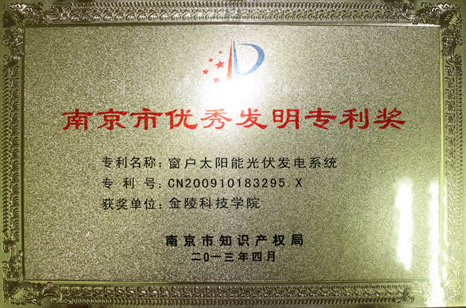 南京市优秀发明专利奖
专利名称：窗户太阳能光伏发电系统
专 利 号：CN200910183295.X
获奖单位：金陵科技学院
南京市知识产权局
二〇一三年四月